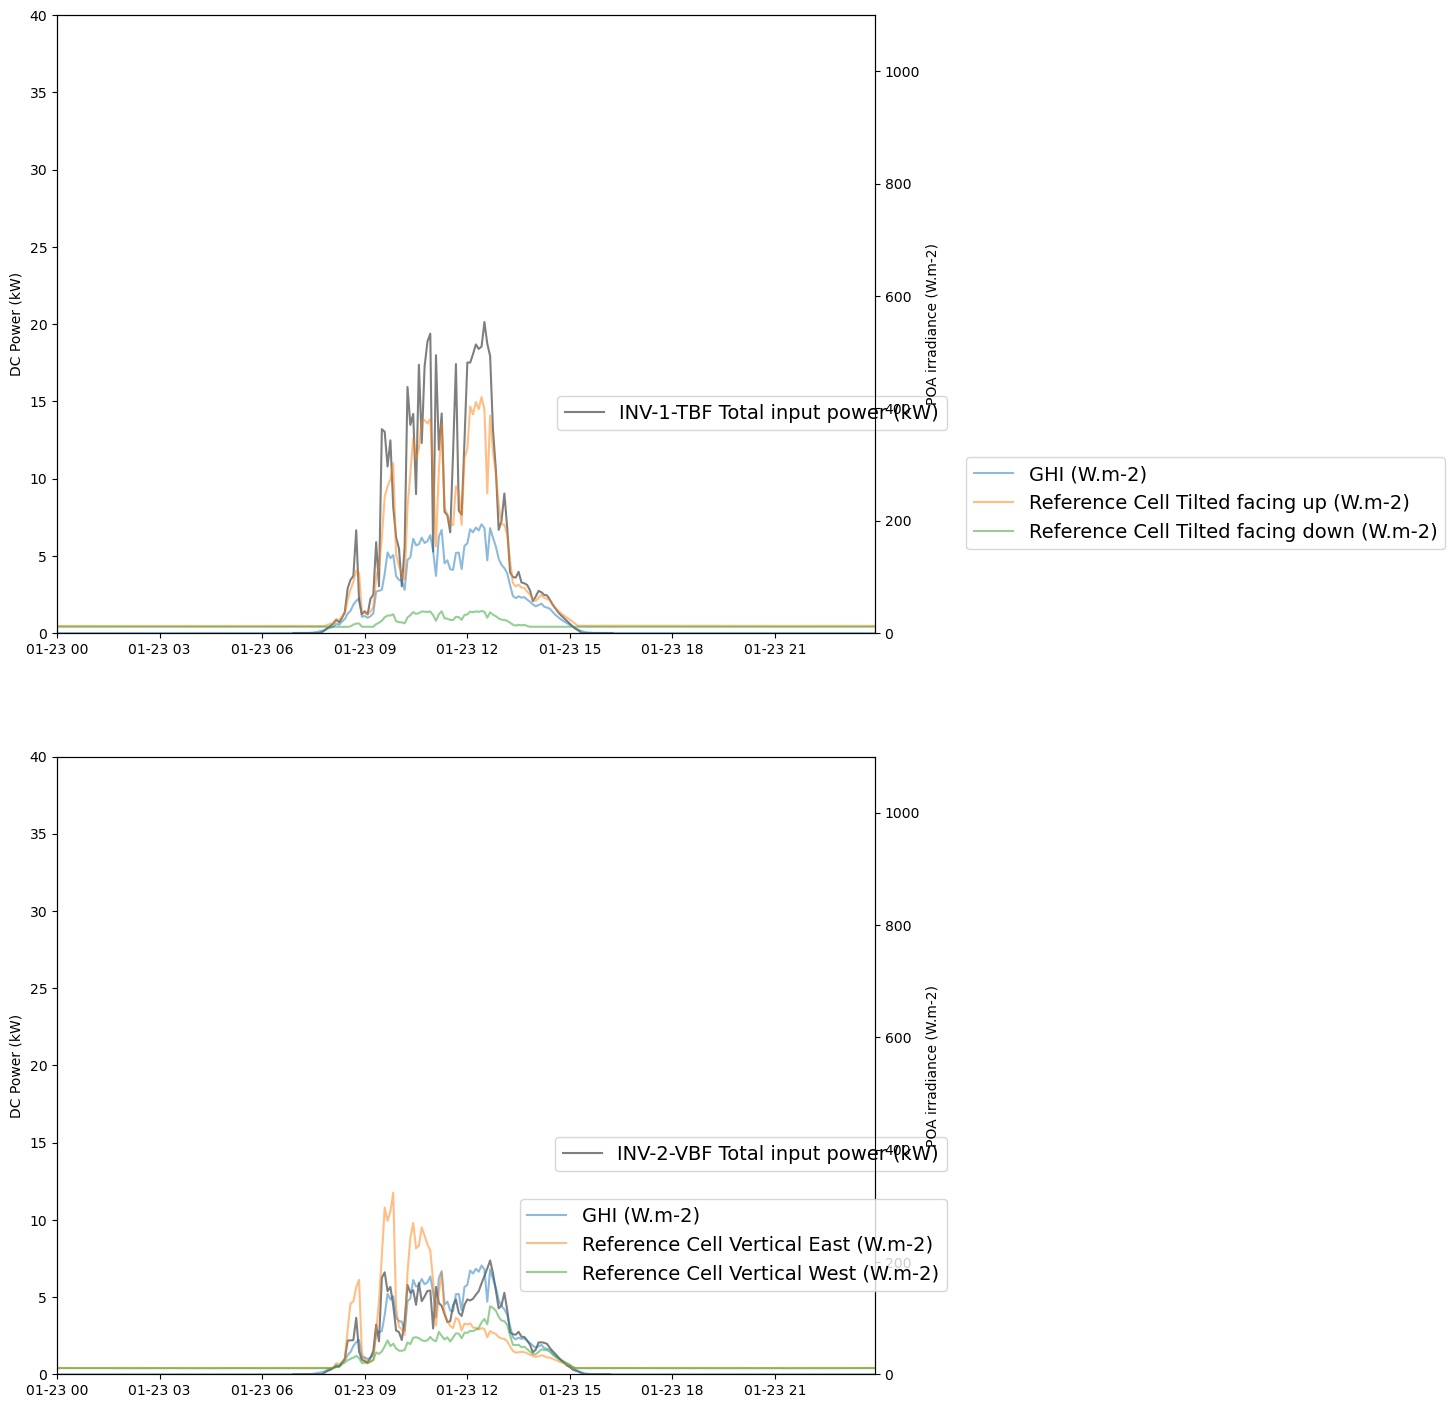 40
35
30
25
20
15
10
5
0
DC Power (kW)
1000
800
600
400
200
0
POA irradiance (W.m-2)
INV-1-TBF Total input power (kW)
GHI (W.m-2)
Reference Cell Tilted facing up (W.m-2)
Reference Cell Tilted facing down (W.m-2)
01-23 00 01-23 03 01-23 06 01-23 09 01-23 12 01-23 15 01-23 18 01-23 21
40
35
30
25
20
15
10
5
0
DC Power (kW)
1000
800
600
400
200
0
POA irradiance (W.m-2)
INV-2-VBF Total input power (kW)
GHI (W.m-2)
Reference Cell Vertical East (W.m-2)
Reference Cell Vertical West (W.m-2)
01-23 00 01-23 03 01-23 06 01-23 09 01-23 12 01-23 15 01-23 18 01-23 21